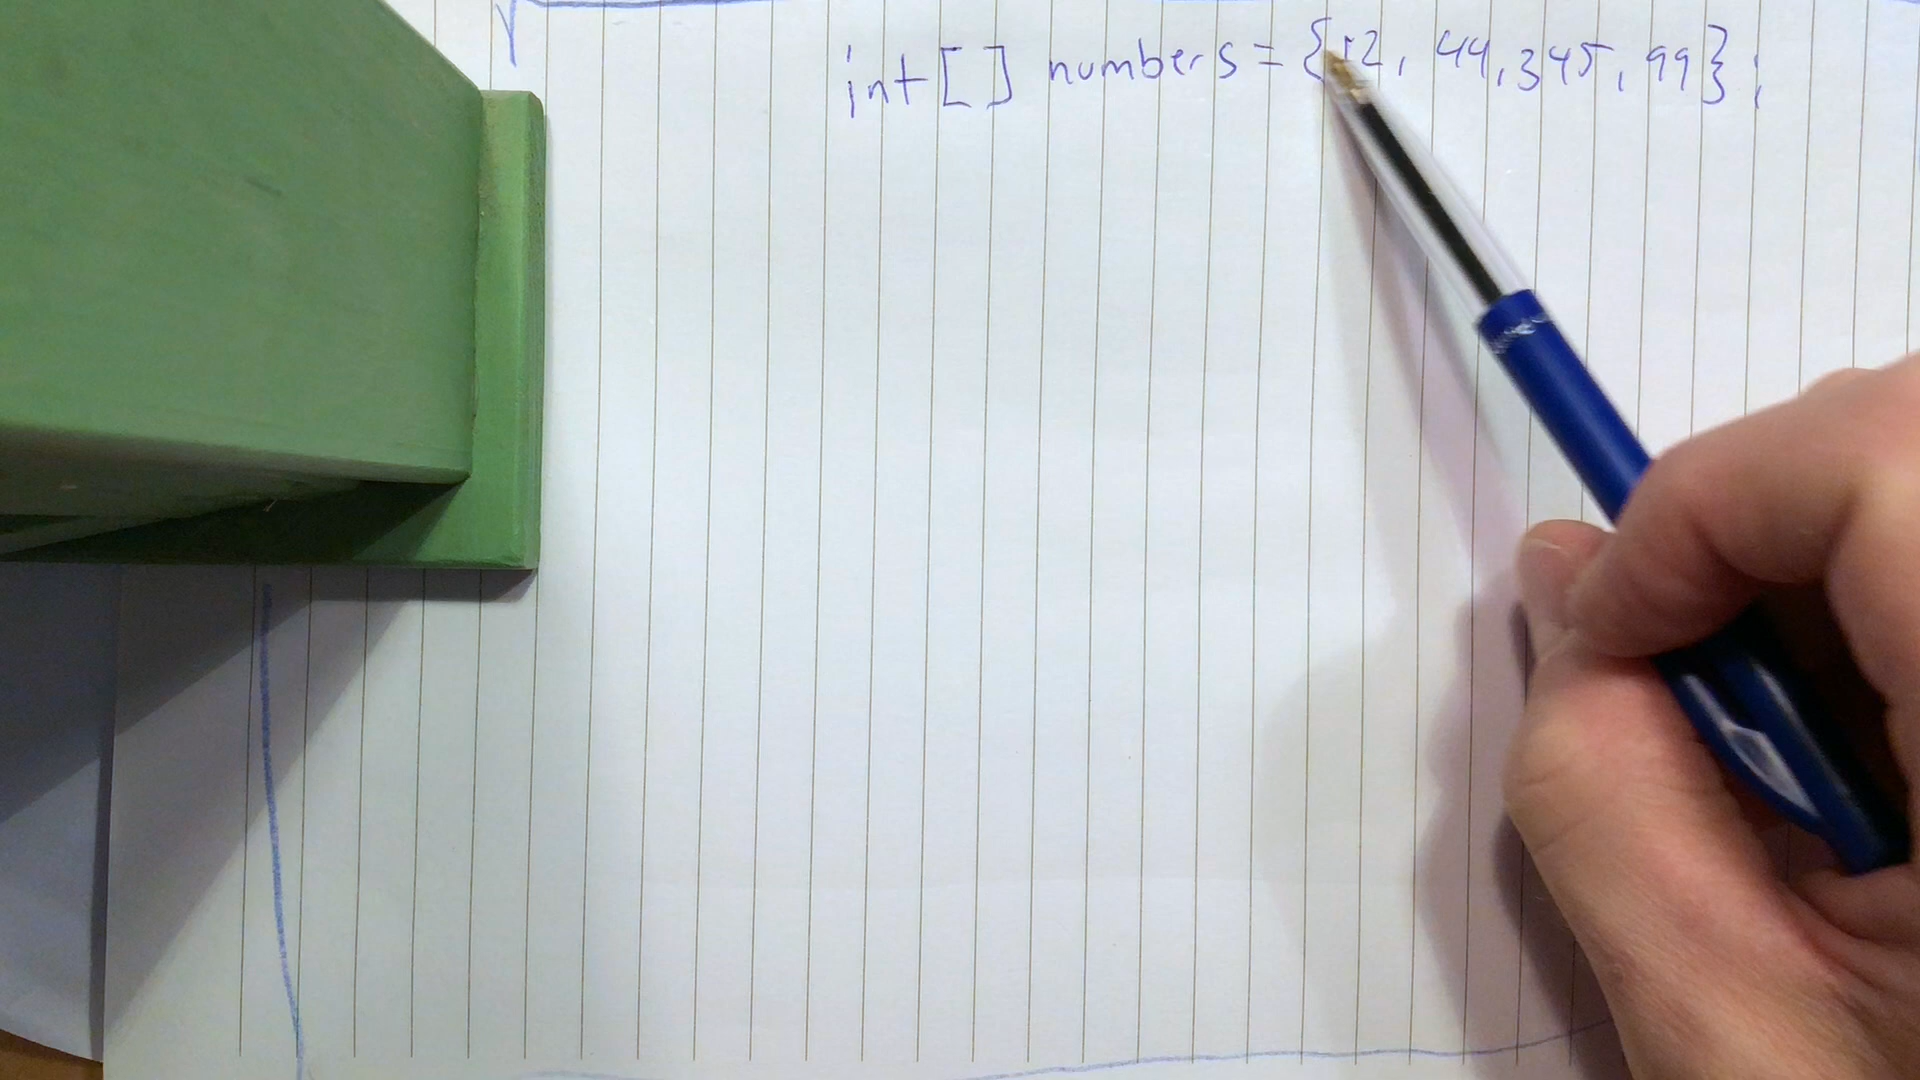 int[] numbers = {12, 44, 345, 99};